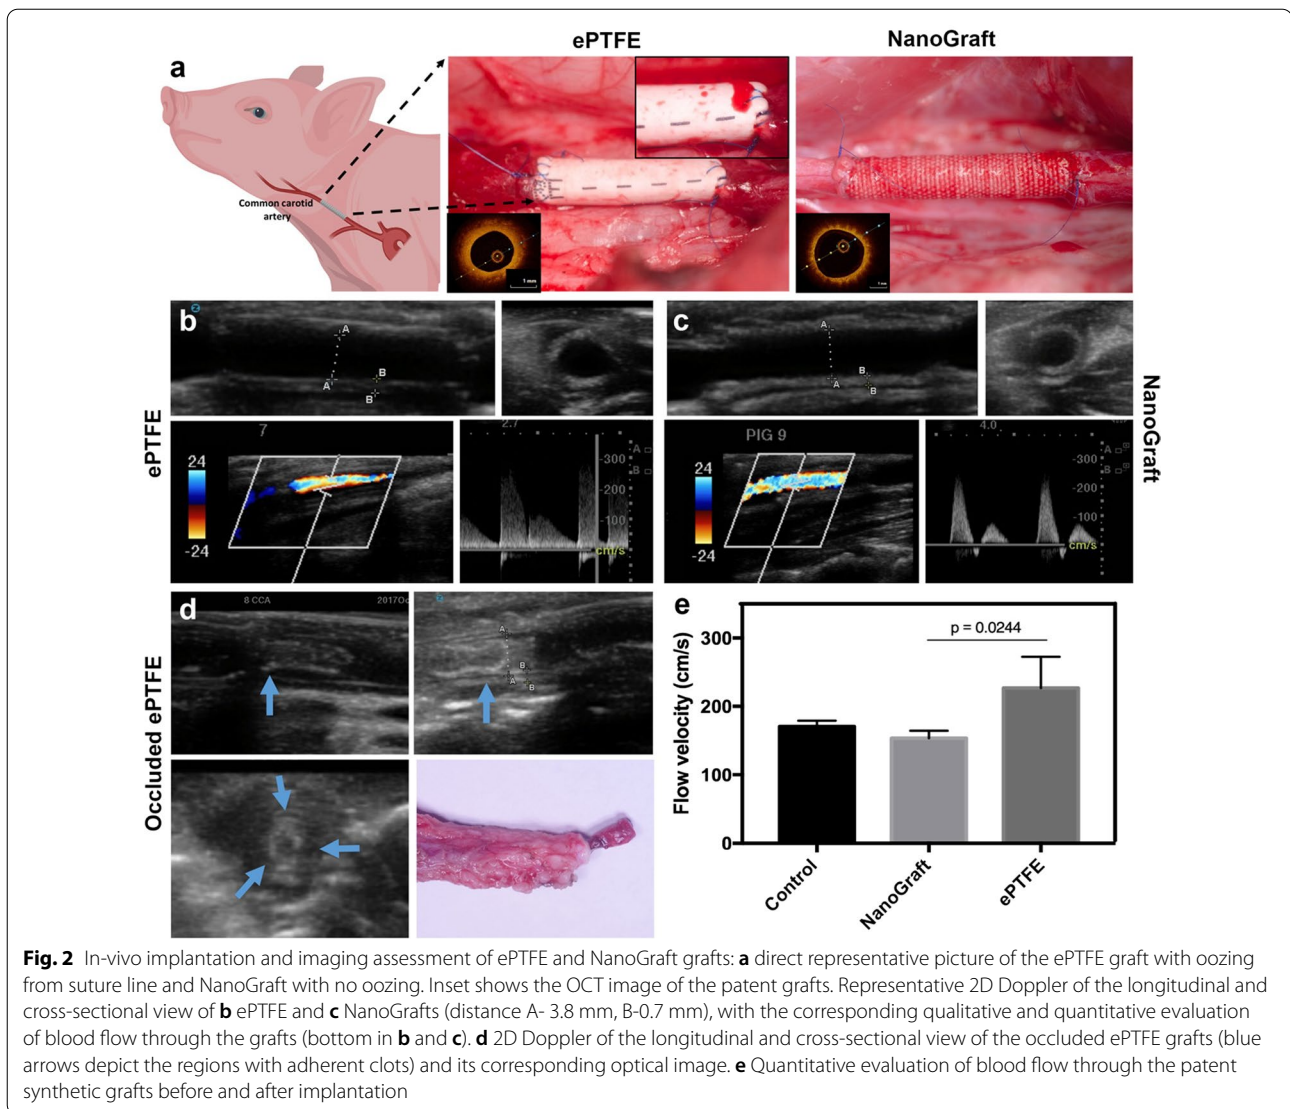 ePTFE
NanoGraft
a
Common carotid
artery
1 mm
b
A
A
B
B
c
A
A
B
B
ePTFE
NanoGraft
7
24
-24
2.7
-300
-200
-100
cm/s
A
B
PIG 9
24
-24
4.0
-300
-200
-100
cm/s
A
B
d
8 CCA
2017Oc
A
B
A
B
Occluded ePTFE
e
p = 0.0244
Flow velocity (cm/s)
300
200
100
0
Control
NanoGraft
ePTFE
Fig. 2 In-vivo implantation and imaging assessment of ePTFE and NanoGraft grafts: a direct representative picture of the ePTFE graft with oozing
from suture line and NanoGraft with no oozing. Inset shows the OCT image of the patent grafts. Representative 2D Doppler of the longitudinal and
cross-sectional view of b ePTFE and c NanoGrafts (distance A- 3.8 mm, B-0.7 mm), with the corresponding qualitative and quantitative evaluation
of blood flow through the grafts (bottom in b and c). d 2D Doppler of the longitudinal and cross-sectional view of the occluded ePTFE grafts (blue
arrows depict the regions with adherent clots) and its corresponding optical image. e Quantitative evaluation of blood flow through the patent
synthetic grafts before and after implantation